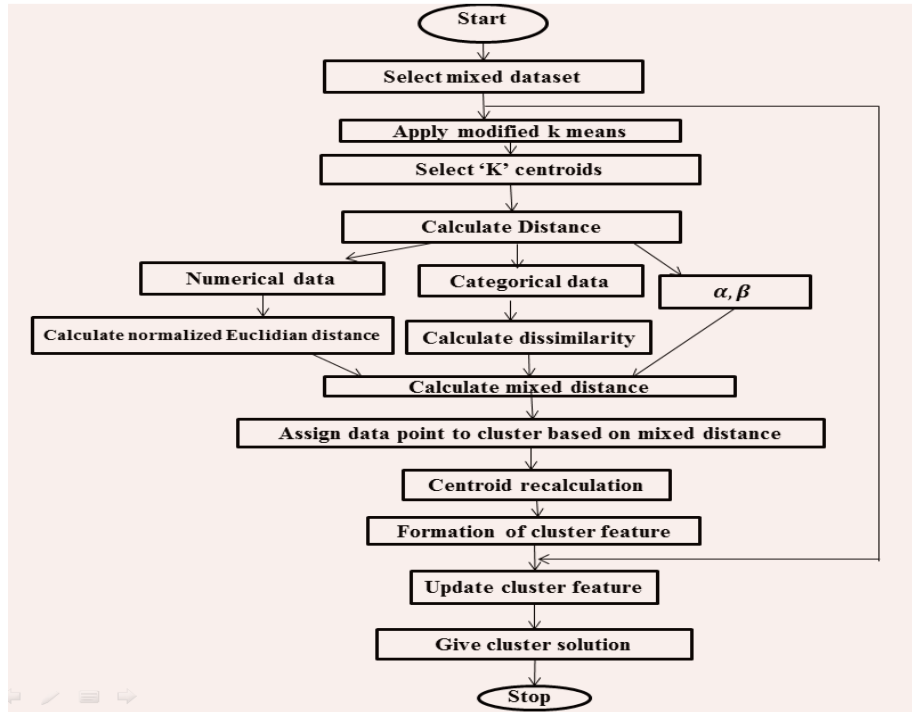 Start
Select mixed dataset
Apply modified k means
Select ‘K’ centroids
Calculate Distance
Numerical data
Categorical data
α, β
Calculate normalized Euclidian distance
Calculate dissimilarity
Calculate mixed distance
Assign data point to cluster based on mixed distance
Centroid recalculation
Formation of cluster feature
Update cluster feature
Give cluster solution
Stop